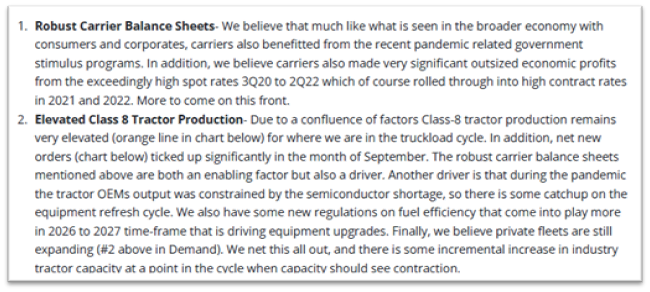 1. Robust Carrier Balance Sheets- We believe that much like what is seen in the broader economy with
consumers and corporates, carriers also benefitted from the recent pandemic related government
stimulus programs. In addition, we believe carriers also made very significant outsized economic profits
from the exceedingly high spot rates 3Q20 to 2Q22 which of course rolled through into high contract rates
in 2021 and 2022. More to come on this front.
2. Elevated Class 8 Tractor Production- Due to a confluence of factors Class-8 tractor production remains
very elevated (orange line in chart below) for where we are in the truckload cycle. In addition, net new
orders (chart below) ticked up significantly in the month of September. The robust carrier balance sheets
mentioned above are both an enabling factor but also a driver. Another driver is that during the pandemic
the tractor OEMs output was constrained by the semiconductor shortage, so there is some catchup on the
equipment refresh cycle. We also have some new regulations on fuel efficiency that come into play more
in 2026 to 2027 time-frame that is driving equipment upgrades. Finally, we believe private fleets are still
expanding (#2 above in Demand). We net this all out, and there is some incremental increase in industry
tractor capacity at a point in the cycle when capacity should see contraction.